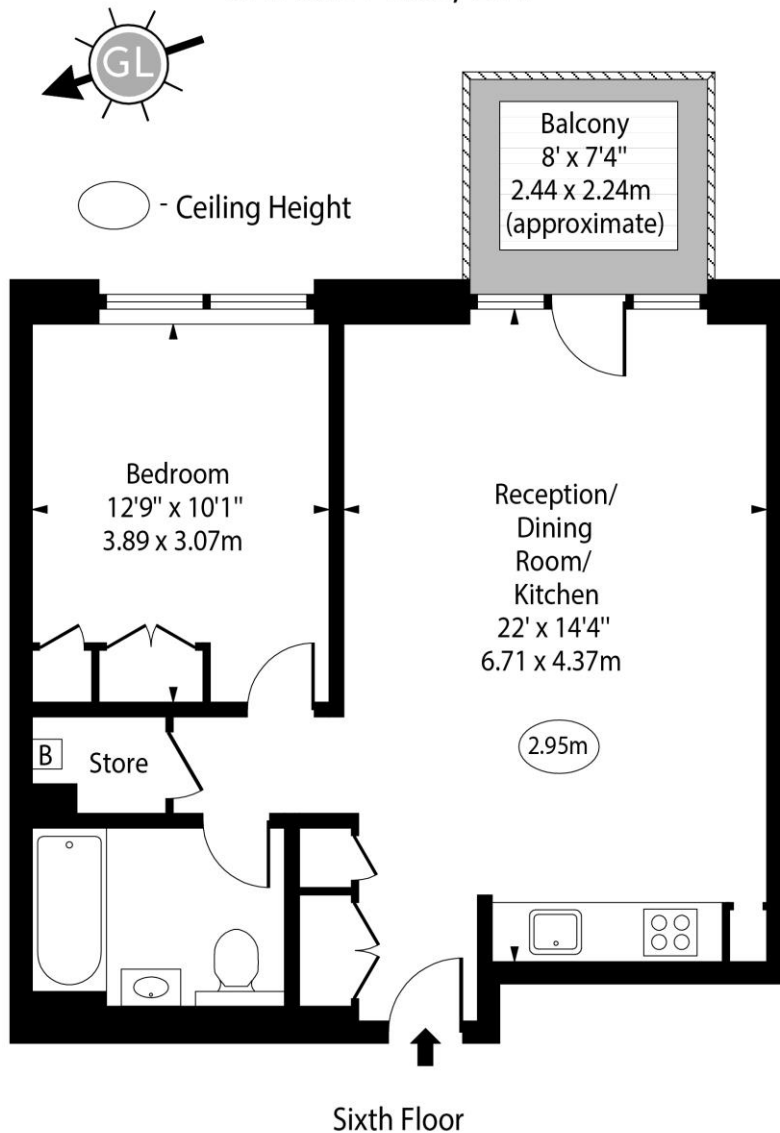 GL
Balcony
8' x 7'4"
2.44 x 2.24m
(approximate)
- Ceiling Height
Bedroom
12'9" x 10'1"
3.89 x 3.07m
Reception/
Dining
Room/
Kitchen
22' x 14'4"
6.71 x 4.37m
2.95m
B
Store
Sixth Floor